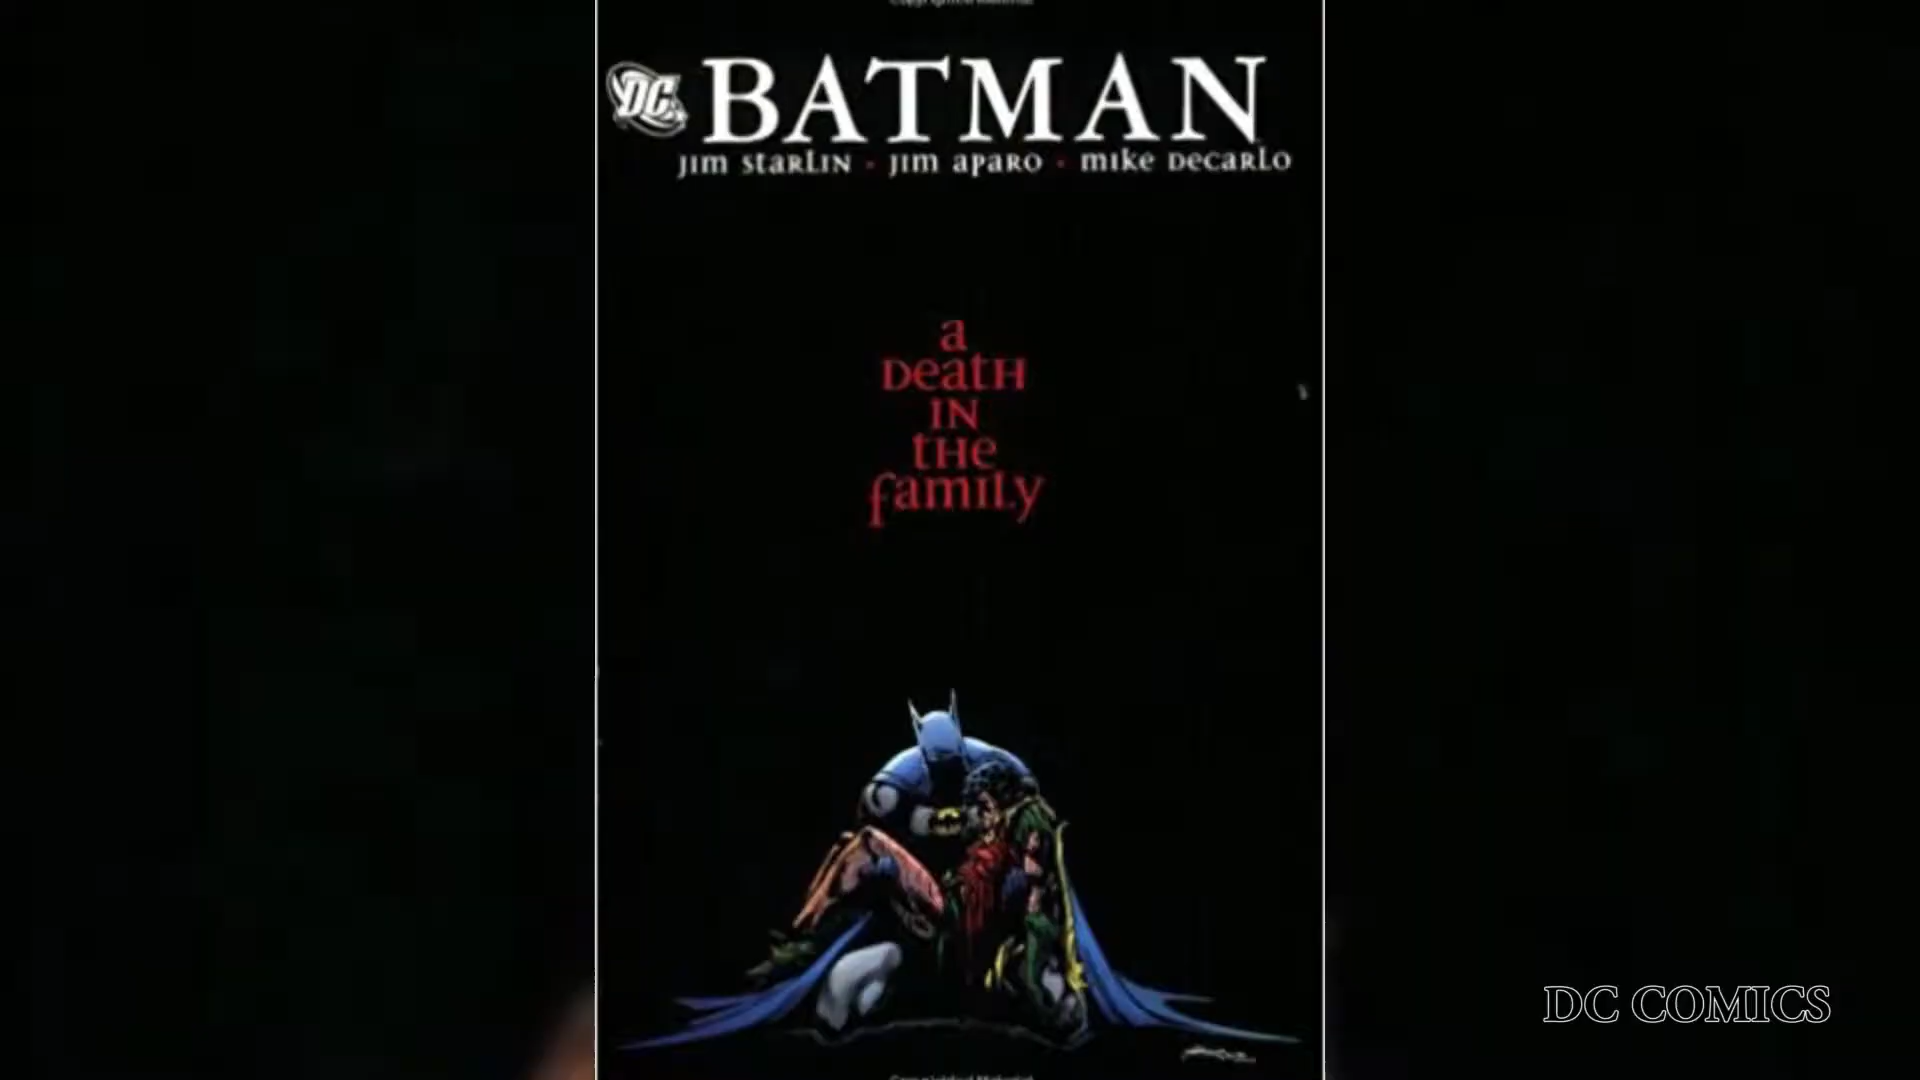 DC
BATMAN
JIM STARLIN · JIM APARO · MIKE DECARLO
a
DeatH
IN
tHe
famiLy
DC COMICS